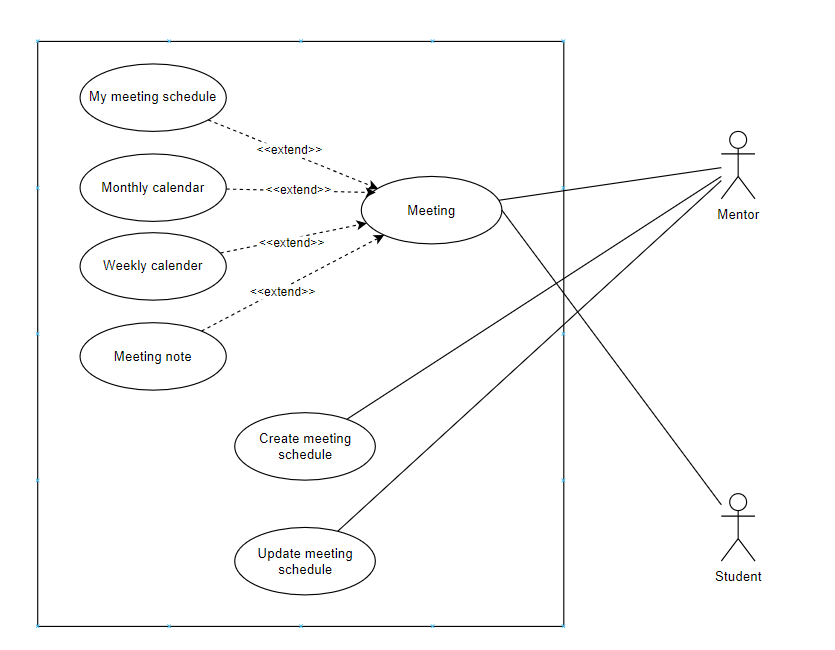 My meeting schedule
<<extend>>
Monthly calendar
<<extend>>
Meeting
Mentor
<<extend>>
Weekly calender
<<extend>>
Meeting note
Create meeting
schedule
Update meeting
schedule
Student